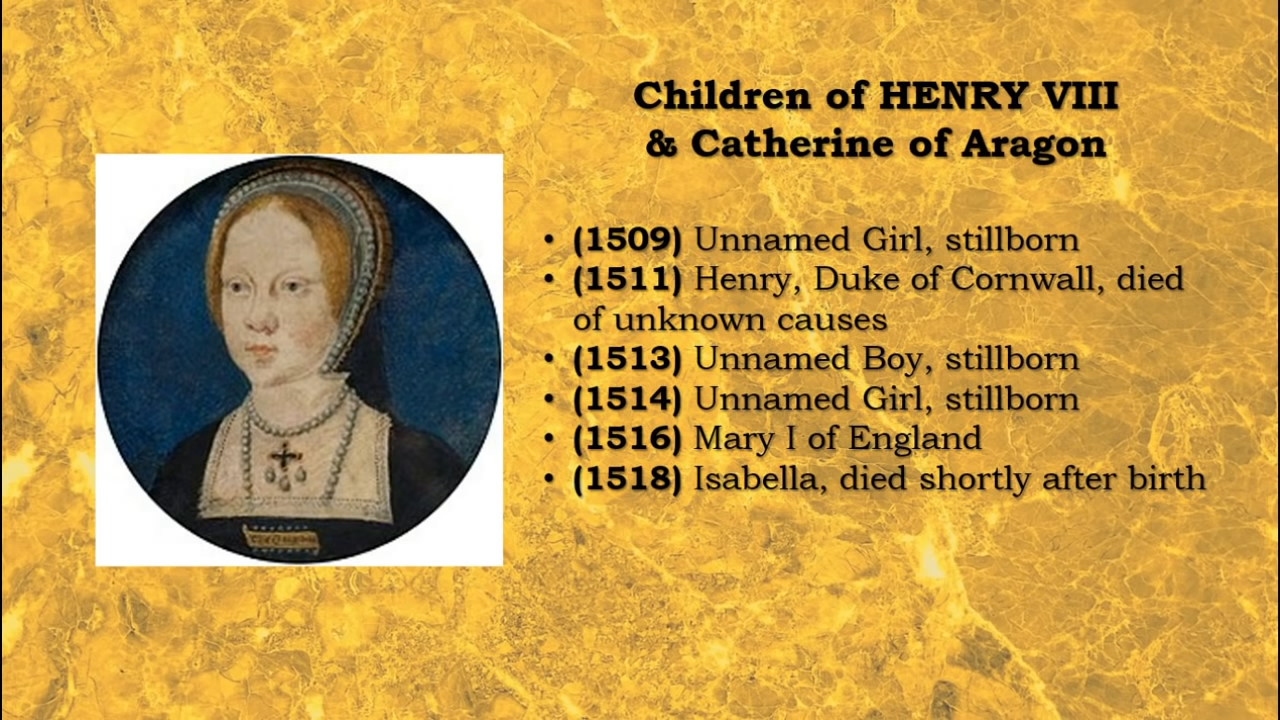 Children of HENRY VIII
& Catherine of Aragon
• (1509) Unnamed Girl, stillborn
• (1511) Henry, Duke of Cornwall, died
of unknown causes
• (1513) Unnamed Boy, stillborn
• (1514) Unnamed Girl, stillborn
• (1516) Mary I of England
• (1518) Isabella, died shortly after birth